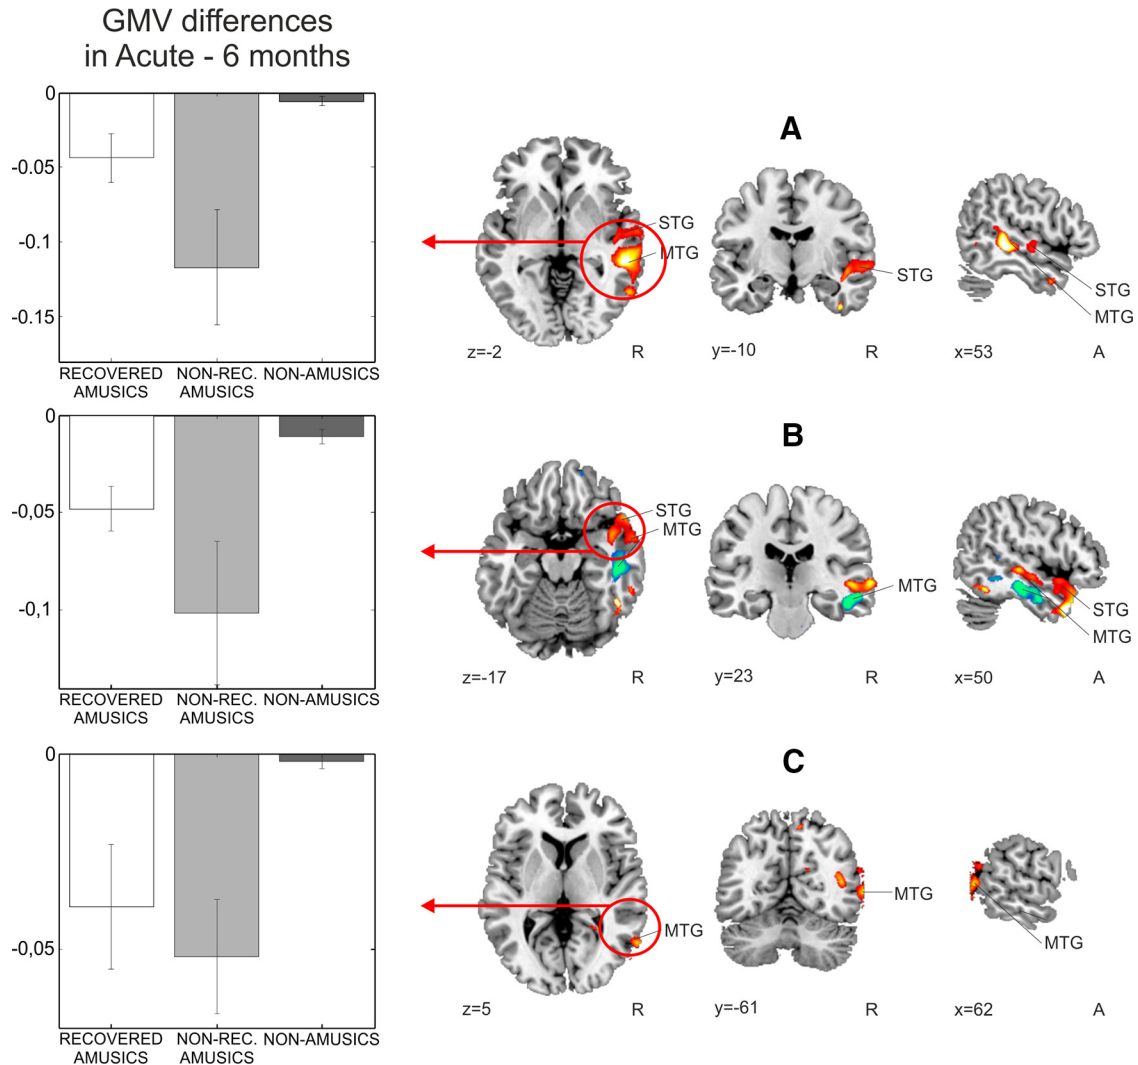 GMV differences
in Acute - 6 months
0
-0.05
-0.1
-0.15
RECOVERED AMUSICS
NON-REC. AMUSICS
NON-AMUSICS
A
STG
MTG
STG
STG
MTG
z=-2
R
y=-10
R
x=53
A
0
-0,05
-0,1
RECOVERED AMUSICS
NON-REC. AMUSICS
NON-AMUSICS
B
STG
MTG
MTG
STG
MTG
z=-17
R
y=23
R
x=50
A
0
-0,05
RECOVERED AMUSICS
NON-REC. AMUSICS
NON-AMUSICS
C
MTG
MTG
MTG
z=5
R
y=-61
R
x=62
A